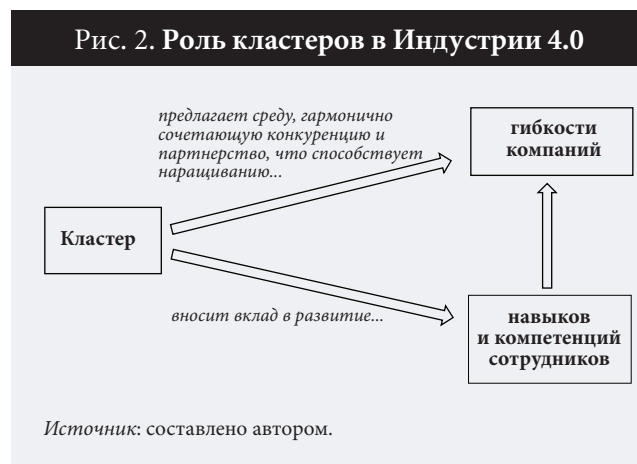 Рис. 2. Роль кластеров в Индустрии 4.0
предлагает среду, гармонично
сочетающую конкуренцию и
партнерство, что способствует
наращиванию...
гибкости
компаний
Кластер
вносит вклад в развитие...
навыков
и компетенций
сотрудников
Источник: составлено автором.